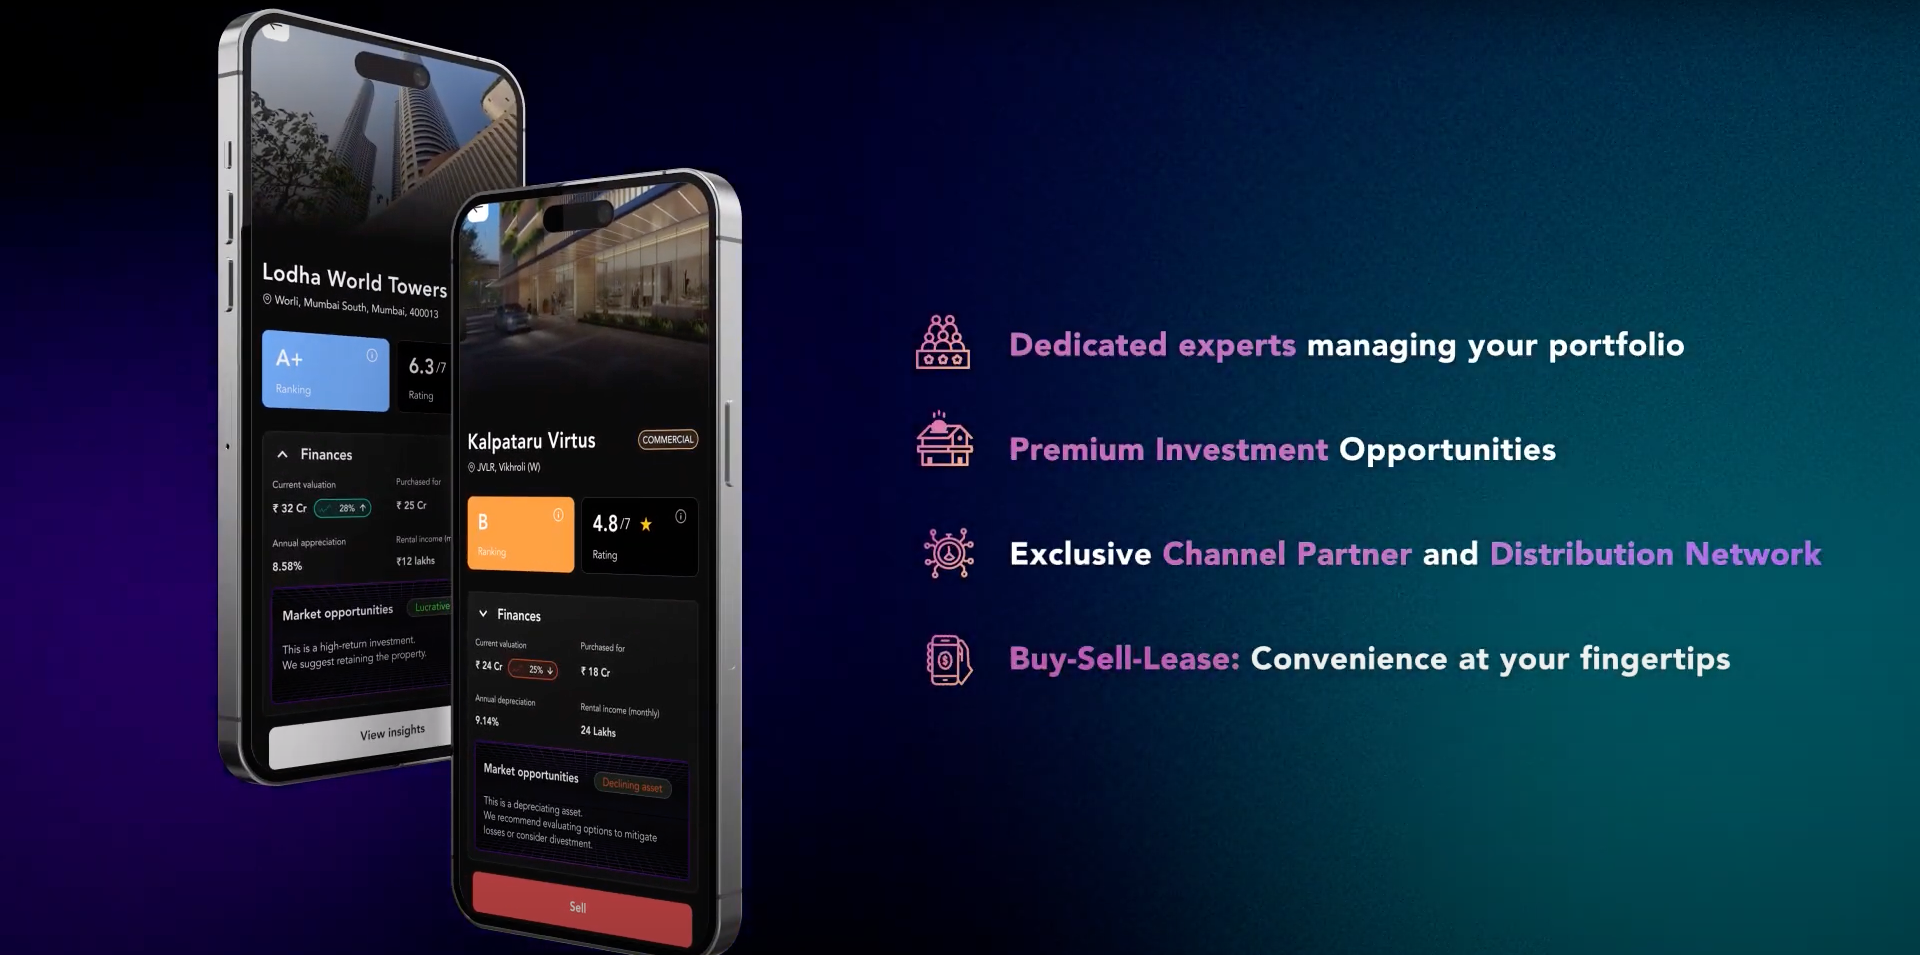 Lodha World Towers
Worli, Mumbai South, Mumbai, 400013
A+
Ranking
6.3/7
Rating
Finances
Current valuation
Purchased for
₹ 32 Cr
28% ↑
₹ 25 Cr
Annual appreciation
Rental income
8.58%
₹12 lakhs
Market opportunities
Lucrative
This is a high-return investment.
We suggest retaining the property.
View insights
Kalpataru Virtus
COMMERCIAL
JVLR, Vikhroli (W)
B
Ranking
4.8/7 ★
Rating
Finances
Current valuation
Purchased for
₹ 24 Cr
25% ↓
₹ 18 Cr
Annual depreciation
Rental income (monthly)
9.14%
24 Lakhs
Market opportunities
Declining asset
This is a depreciating asset.
We recommend evaluating options to mitigate
losses or consider divestment.
Sell
Dedicated experts managing your portfolio
Premium Investment Opportunities
Exclusive Channel Partner and Distribution Network
Buy-Sell-Lease: Convenience at your fingertips